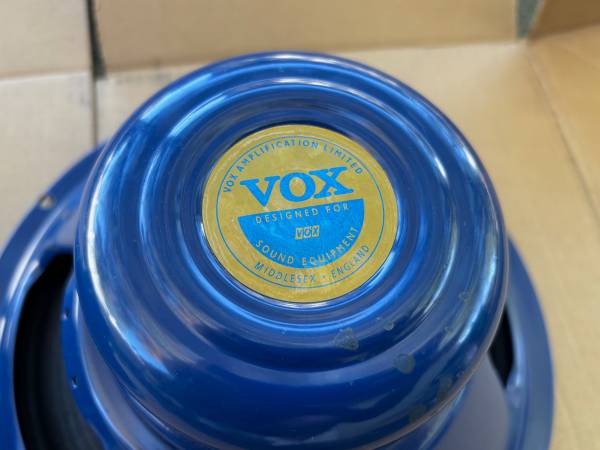 VOX AMPLIFICATION LIMITED
VOX
DESIGNED FOR
VOX
SOUND EQUIPMENT
MIDDLESEX • ENGLAND